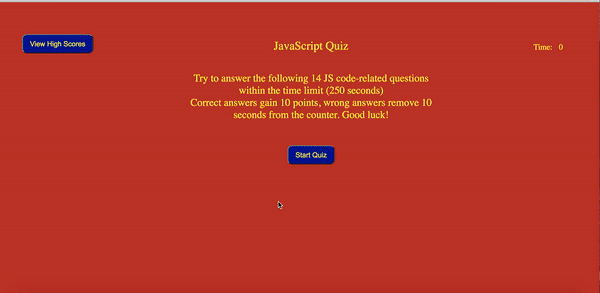 View High Scores
JavaScript Quiz
Time: 0
Try to answer the following 14 JS code-related questions
within the time limit (250 seconds)
Correct answers gain 10 points, wrong answers remove 10
seconds from the counter. Good luck!
Start Quiz